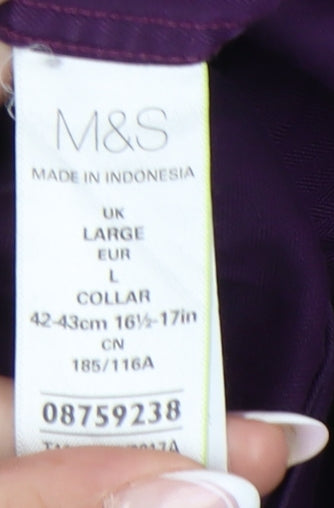 M&S
MADE IN INDONESIA
UK
LARGE
EUR
L
COLLAR
42-43cm 16½-17in
CN
185/116A
08759238